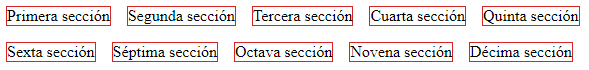 Primera sección Segunda sección Tercera sección Cuarta sección Quinta sección
Sexta sección Séptima sección Octava sección Novena sección Décima sección